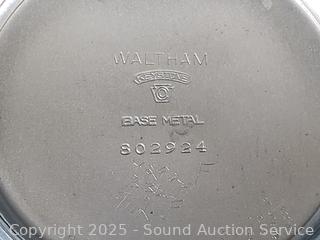 WALTHAM
KEYSTONE
BASE METAL
802924
Copyright © 2025 - Sound Auction Service